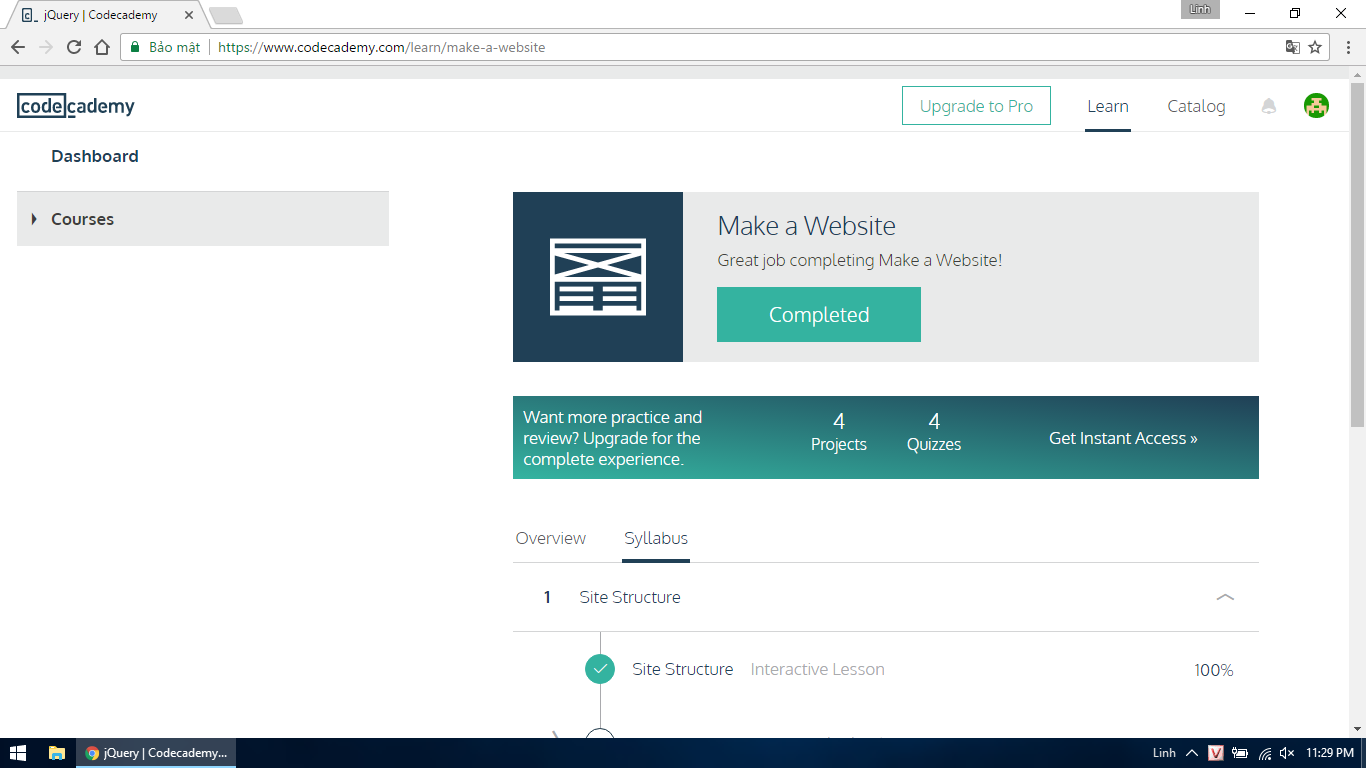 jQuery | Codecademy
Linh
Bảo mật
https://www.codecademy.com/learn/make-a-website
codecademy
Upgrade to Pro
Learn
Catalog
Dashboard
Courses
Make a Website
Great job completing Make a Website!
Completed
Want more practice and
review? Upgrade for the
complete experience.
4
Projects
4
Quizzes
Get Instant Access »
Overview
Syllabus
1 Site Structure
Site Structure Interactive Lesson 100%
jQuery | Codecademy...
Linh
V
11:29 PM